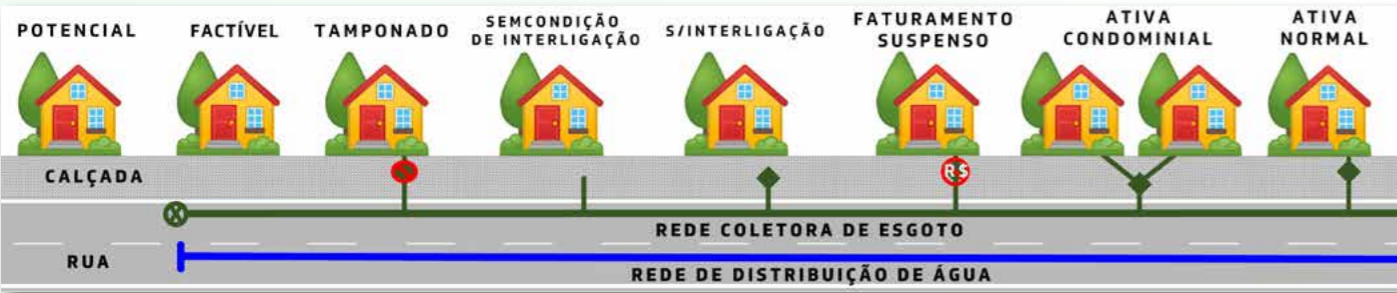 POTENCIAL
FACTÍVEL
TAMPONADO
SEMCONDIÇÃO
DE INTERLIGAÇÃO
S/INTERLIGAÇÃO
FATURAMENTO
SUSPENSO
ATIVA
CONDOMINIAL
ATIVA
NORMAL
CALÇADA
R$
REDE COLETORA DE ESGOTO
RUA
REDE DE DISTRIBUIÇÃO DE ÁGUA